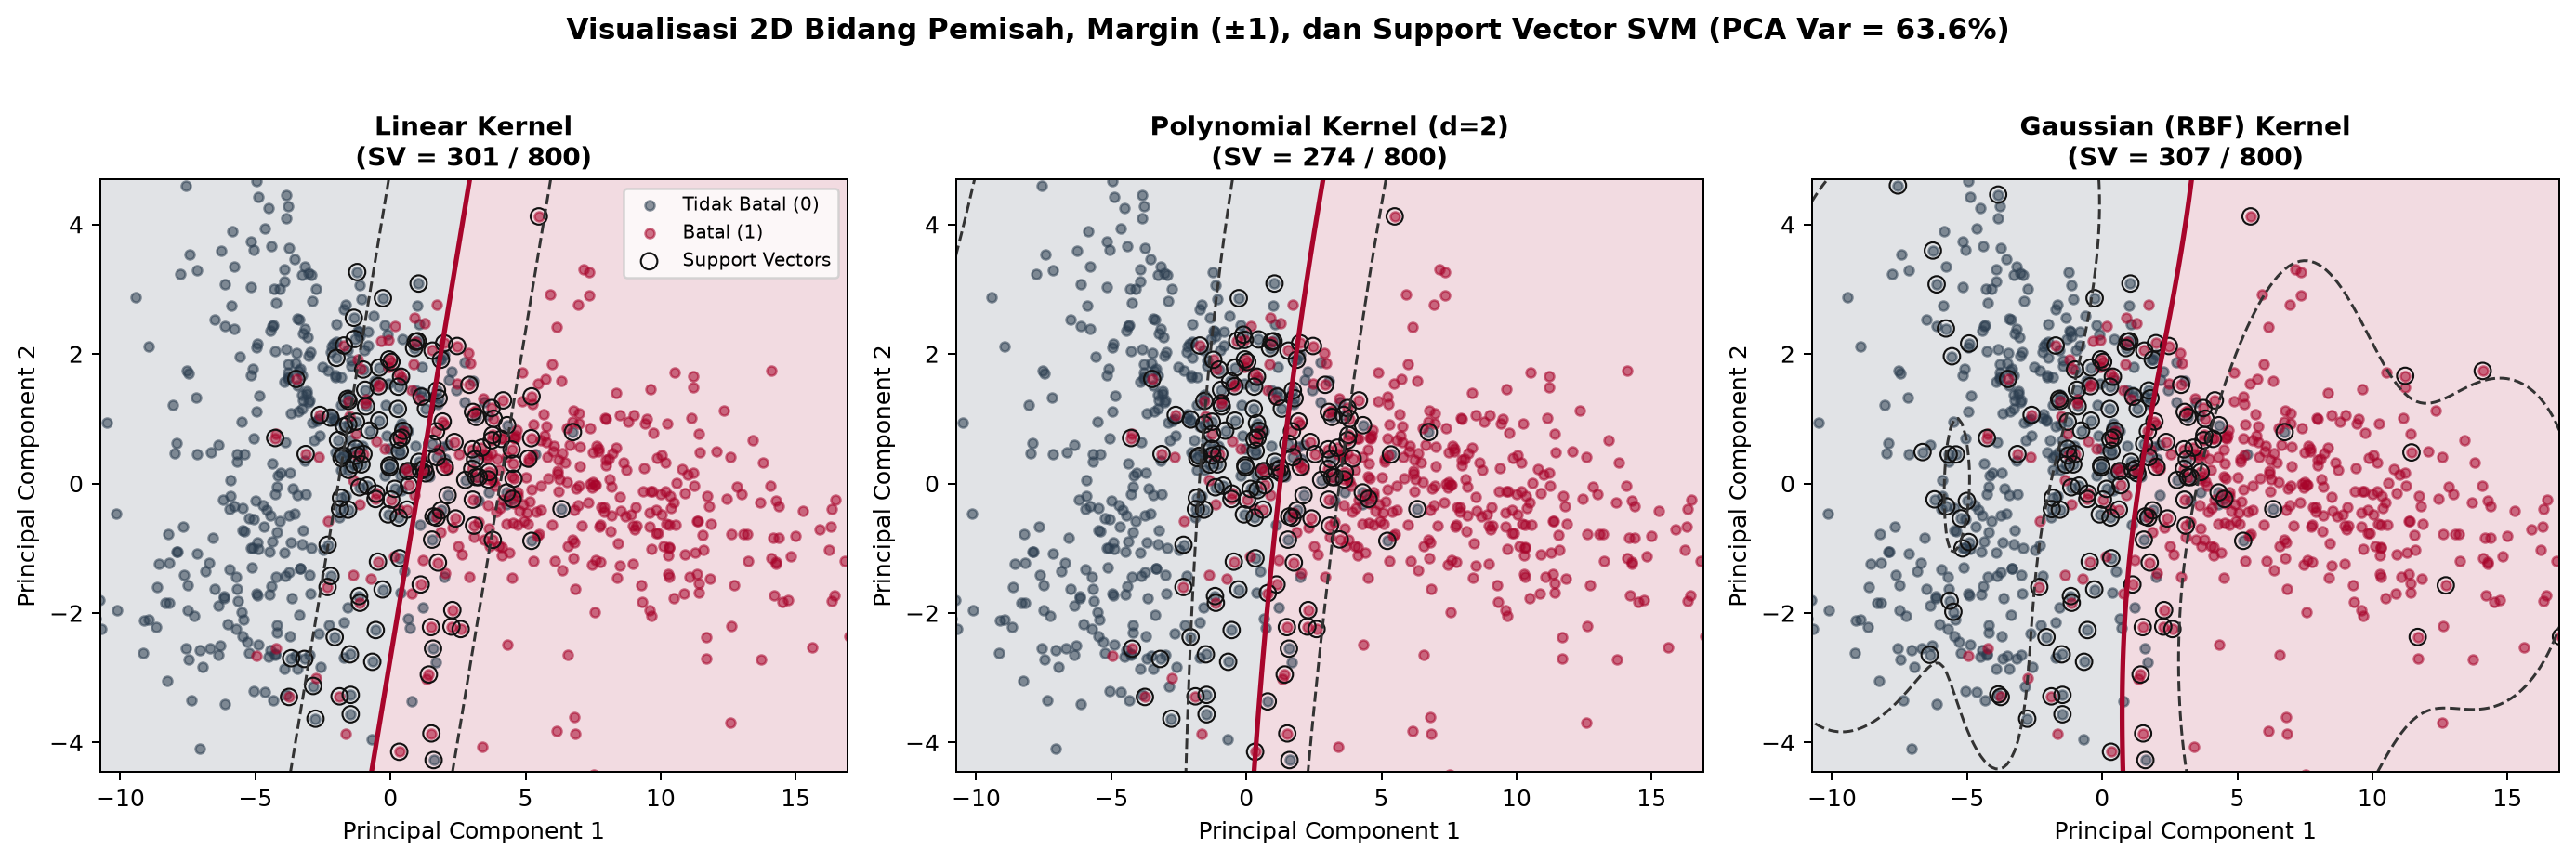 Visualisasi 2D Bidang Pemisah, Margin (±1), dan Support Vector SVM (PCA Var = 63.6%)
Linear Kernel
(SV = 301 / 800)
Tidak Batal (0)
Batal (1)
Support Vectors
4
2
0
−2
−4
Principal Component 2
−10
−5
0
5
10
15
Principal Component 1
Polynomial Kernel (d=2)
(SV = 274 / 800)
4
2
0
−2
−4
Principal Component 2
−10
−5
0
5
10
15
Principal Component 1
Gaussian (RBF) Kernel
(SV = 307 / 800)
4
2
0
−2
−4
Principal Component 2
−10
−5
0
5
10
15
Principal Component 1